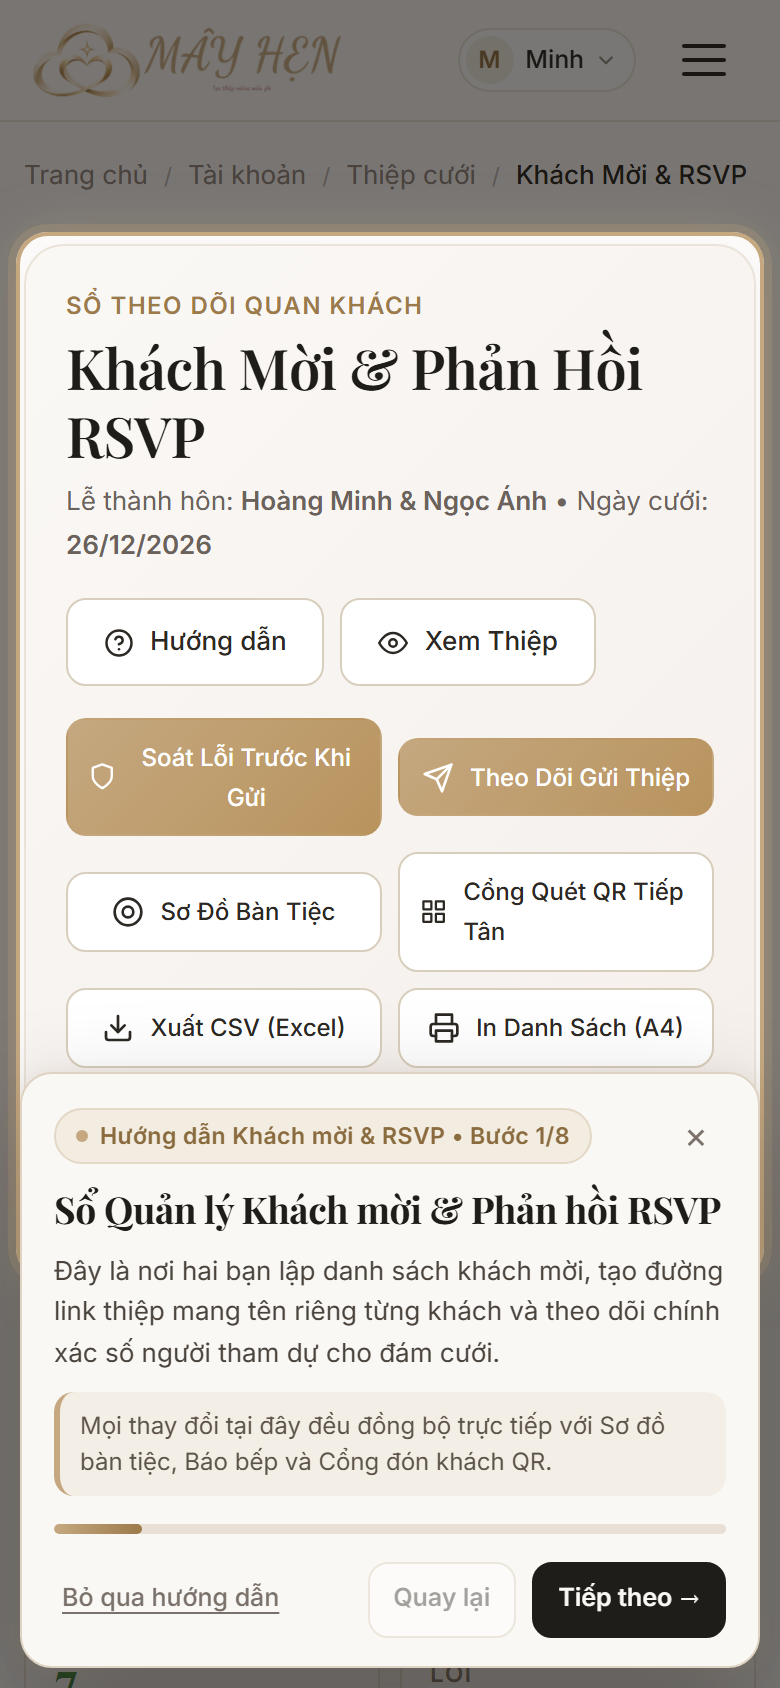 MÂY HẸN
M Minh
Trang chủ / Tài khoản / Thiệp cưới / Khách Mời & RSVP
SỔ THEO DÕI QUAN KHÁCH
Khách Mời & Phản Hồi
RSVP
Lễ thành hôn: Hoàng Minh & Ngọc Ánh • Ngày cưới:
26/12/2026
Hướng dẫn
Xem Thiệp
Soát Lỗi Trước Khi
Gửi
Theo Dõi Gửi Thiệp
Sơ Đồ Bàn Tiệc
Cổng Quét QR Tiếp
Tân
Xuất CSV (Excel)
In Danh Sách (A4)
Hướng dẫn Khách mời & RSVP • Bước 1/8
Sổ Quản lý Khách mời & Phản hồi RSVP
Đây là nơi hai bạn lập danh sách khách mời, tạo đường
link thiệp mang tên riêng từng khách và theo dõi chính
xác số người tham dự cho đám cưới.
Mọi thay đổi tại đây đều đồng bộ trực tiếp với Sơ đồ
bàn tiệc, Báo bếp và Cổng đón khách QR.
Bỏ qua hướng dẫn
Quay lại
Tiếp theo →